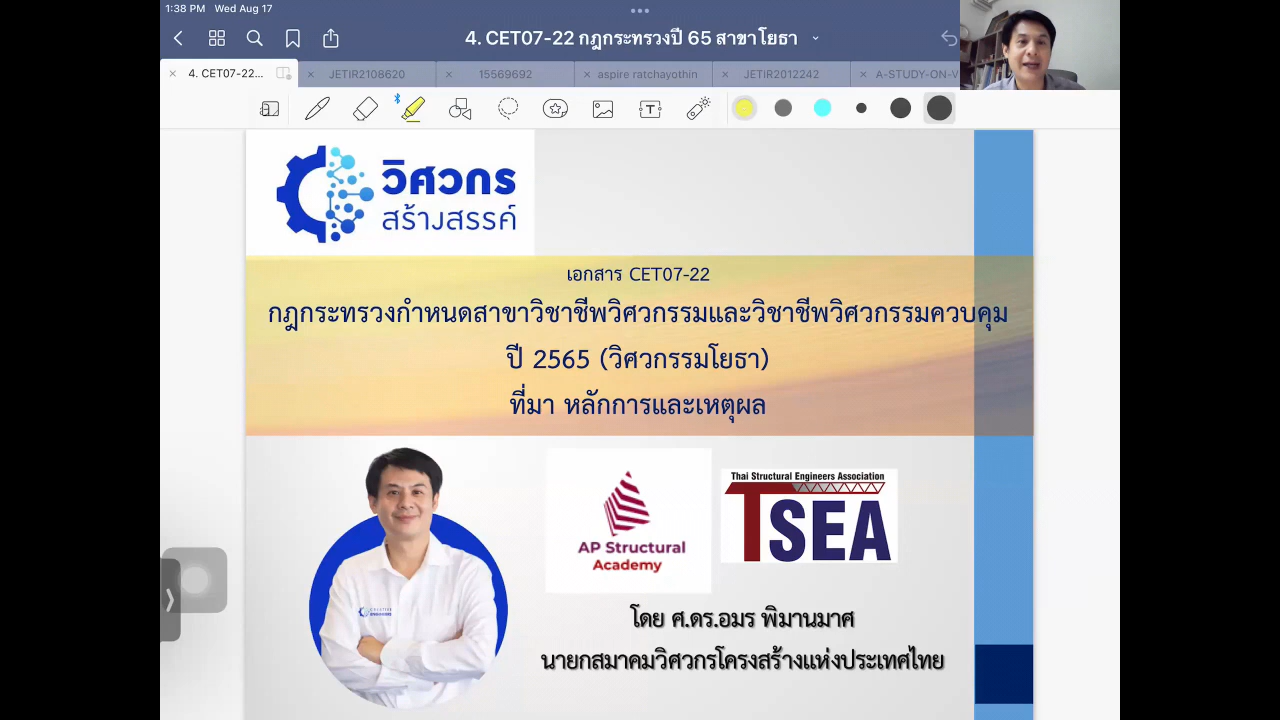 1:38 PM Wed Aug 17
4. CET07-22 กฎกระทรวงปี 65 สาขาโยธา
4. CET07-22...
JETIR2108620
15569692
aspire ratchayothin
JETIR2012242
A-STUDY-ON-V
วิศวกร
สร้างสรรค์
เอกสาร CET07-22
กฎกระทรวงกำหนดสาขาวิชาชีพวิศวกรรมและวิชาชีพวิศวกรรมควบคุม
ปี 2565 (วิศวกรรมโยธา)
ที่มา หลักการและเหตุผล
Thai Structural Engineers Association
TSEA
AP Structural
Academy
โดย ศ.ดร.อมร พิมานมาศ
นายกสมาคมวิศวกรโครงสร้างแห่งประเทศไทย